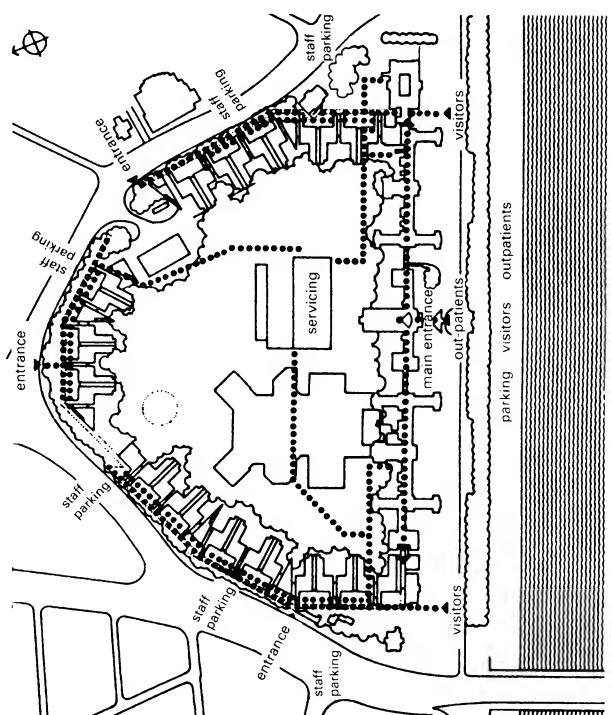 staff
parking
staff
parking
entrance
visitors
staff
parking
servicing
main entrance
out-patients
parking visitors outpatients
entrance
staff
parking
staff
parking
entrance
visitors
staff
parking